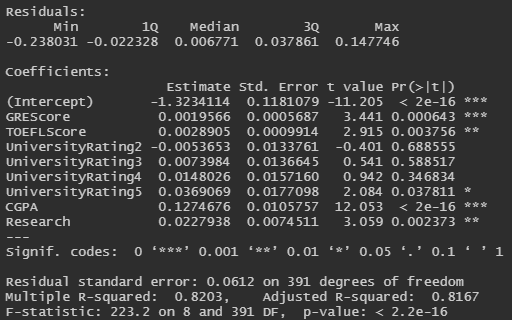 Residuals:
      Min        1Q    Median        3Q       Max
-0.238031 -0.022328  0.006771  0.037861  0.147746

Coefficients:
                    Estimate Std. Error t value Pr(>|t|)
(Intercept)       -1.3234114  0.1181079 -11.205  < 2e-16 ***
GREScore           0.0019566  0.0005687   3.441 0.000643 ***
TOEFLScore         0.0028905  0.0009914   2.915 0.003756 **
UniversityRating2 -0.0053653  0.0133761  -0.401 0.688555
UniversityRating3  0.0073984  0.0136645   0.541 0.588517
UniversityRating4  0.0148026  0.0157160   0.942 0.346834
UniversityRating5  0.0369069  0.0177098   2.084 0.037811 *
CGPA               0.1274676  0.0105757  12.053  < 2e-16 ***
Research           0.0227938  0.0074511   3.059 0.002373 **
---
Signif. codes:  0 ‘***’ 0.001 ‘**’ 0.01 ‘*’ 0.05 ‘.’ 0.1 ‘ ’ 1

Residual standard error: 0.0612 on 391 degrees of freedom
Multiple R-squared:  0.8203,	Adjusted R-squared:  0.8167
F-statistic: 223.2 on 8 and 391 DF,  p-value: < 2.2e-16